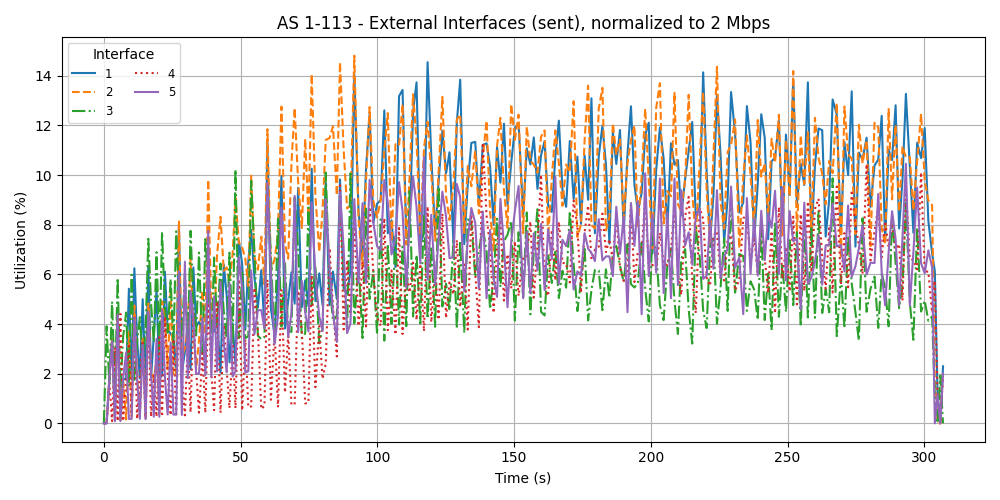 AS 1-113 - External Interfaces (sent), normalized to 2 Mbps
Interface
1 4
2 5
3
Utilization (%)
14
12
10
8
6
4
2
0
0 50 100 150 200 250 300
Time (s)